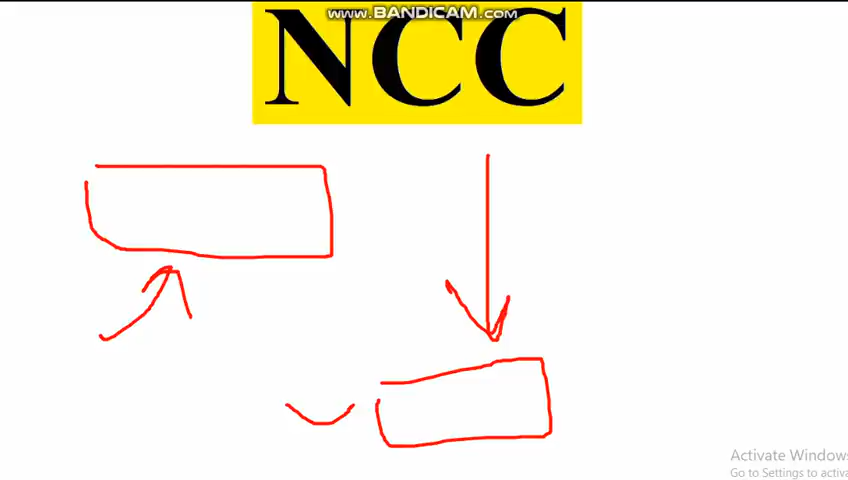 www.BANDICAM.com
NCC
Activate Windows
Go to Settings to activa